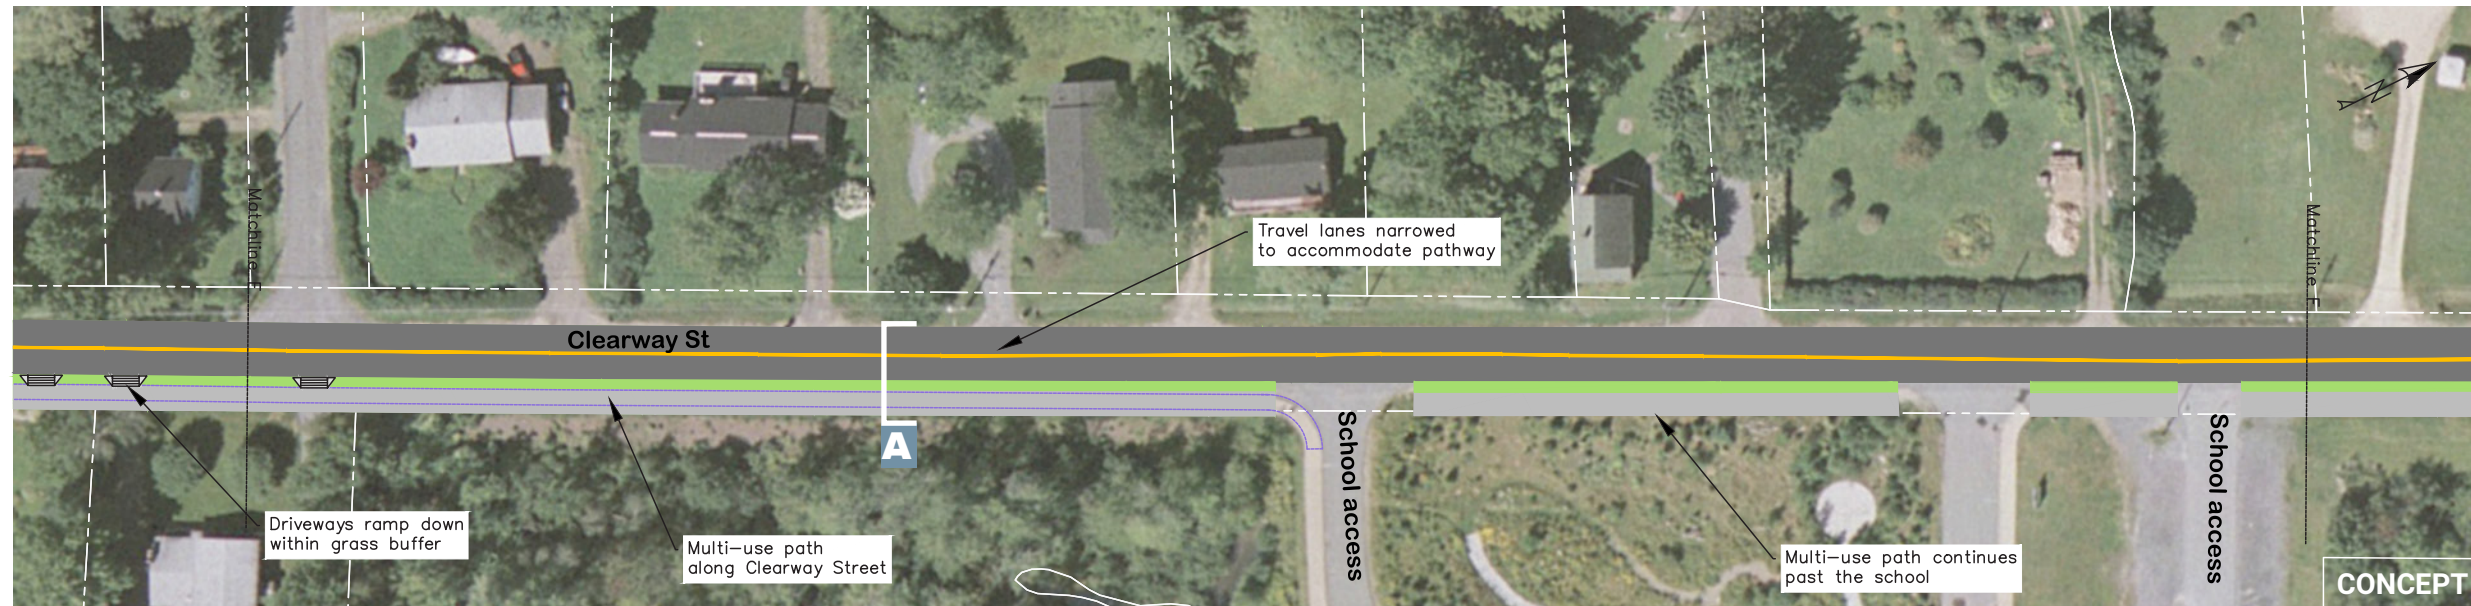 Matchline E
Clearway St
Travel lanes narrowed
to accommodate pathway
Matchline F
N
A
Driveways ramp down
within grass buffer
Multi-use path
along Clearway Street
School access
Multi-use path continues
past the school
School access
CONCEPT